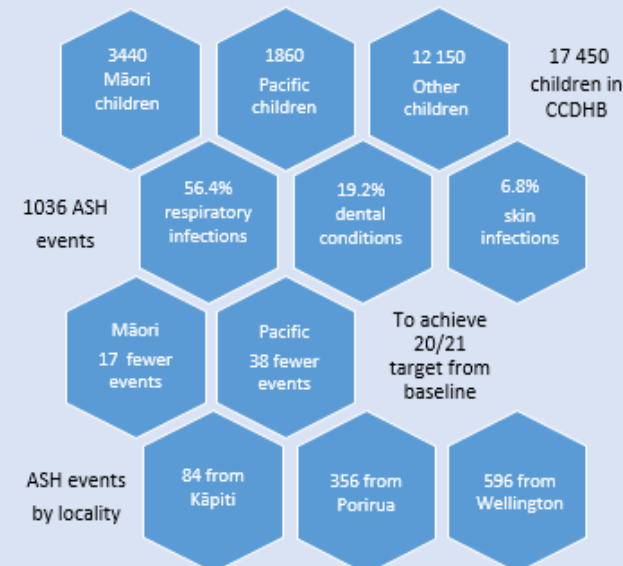 3440
Māori
children
1860
Pacific
children
12 150
Other
children
17 450
children in
CCDHB
1036 ASH
events
56.4%
respiratory
infections
19.2%
dental
conditions
6.8%
skin
infections
Māori
17 fewer
events
Pacific
38 fewer
events
To achieve
20/21
target from
baseline
ASH events
by locality
84 from
Kāpiti
356 from
Porirua
596 from
Wellington